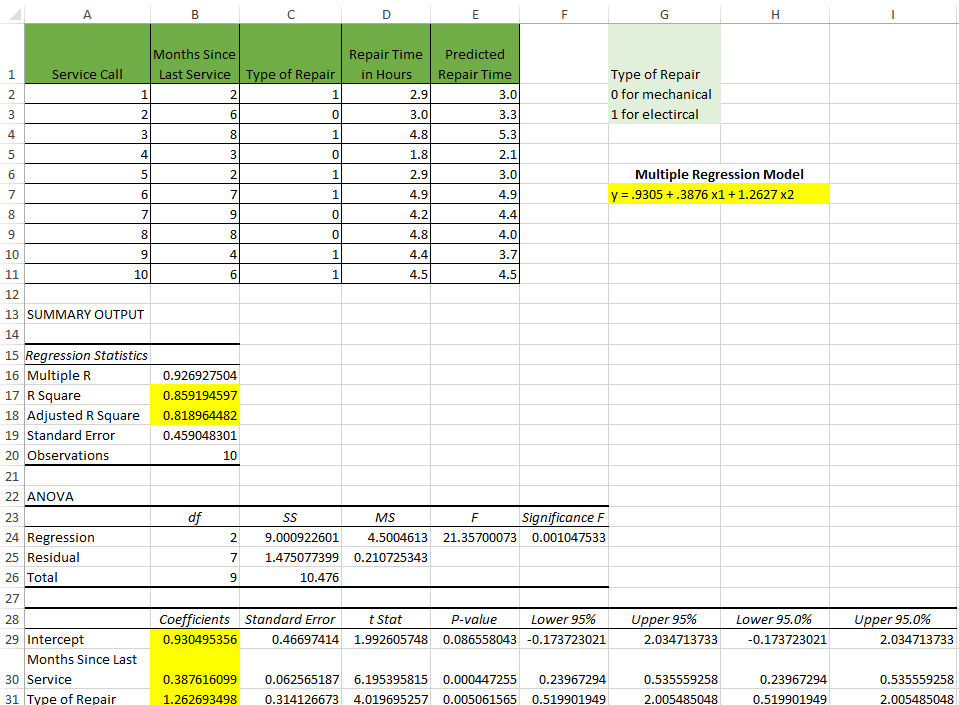 A B C D E F G H I
Months Since Repair Time Predicted
1 Service Call Last Service Type of Repair in Hours Repair Time Type of Repair
2 1 2 1 2.9 3.0 0 for mechanical
3 2 6 0 3.0 3.3 1 for electircal
4 3 8 1 4.8 5.3
5 4 3 0 1.8 2.1
6 5 2 1 2.9 3.0 Multiple Regression Model
7 6 7 1 4.9 4.9 y = .9305 + .3876 x1 + 1.2627 x2
8 7 9 0 4.2 4.4
9 8 8 0 4.8 4.0
10 9 4 1 4.4 3.7
11 10 6 1 4.5 4.5
12
13 SUMMARY OUTPUT
14
15 Regression Statistics
16 Multiple R 0.926927504
17 R Square 0.859194597
18 Adjusted R Square 0.818964482
19 Standard Error 0.459048301
20 Observations 10
21
22 ANOVA
23 df SS MS F Significance F
24 Regression 2 9.000922601 4.5004613 21.35700073 0.001047533
25 Residual 7 1.475077399 0.210725343
26 Total 9 10.476
27
28 Coefficients Standard Error t Stat P-value Lower 95% Upper 95% Lower 95.0% Upper 95.0%
29 Intercept 0.930495356 0.46697414 1.992605748 0.086558043 -0.173723021 2.034713733 -0.173723021 2.034713733
Months Since Last
30 Service 0.387616099 0.062565187 6.195395815 0.000447255 0.23967294 0.535559258 0.23967294 0.535559258
31 Type of Repair 1.262693498 0.314126673 4.019695257 0.005061565 0.519901949 2.005485048 0.519901949 2.005485048